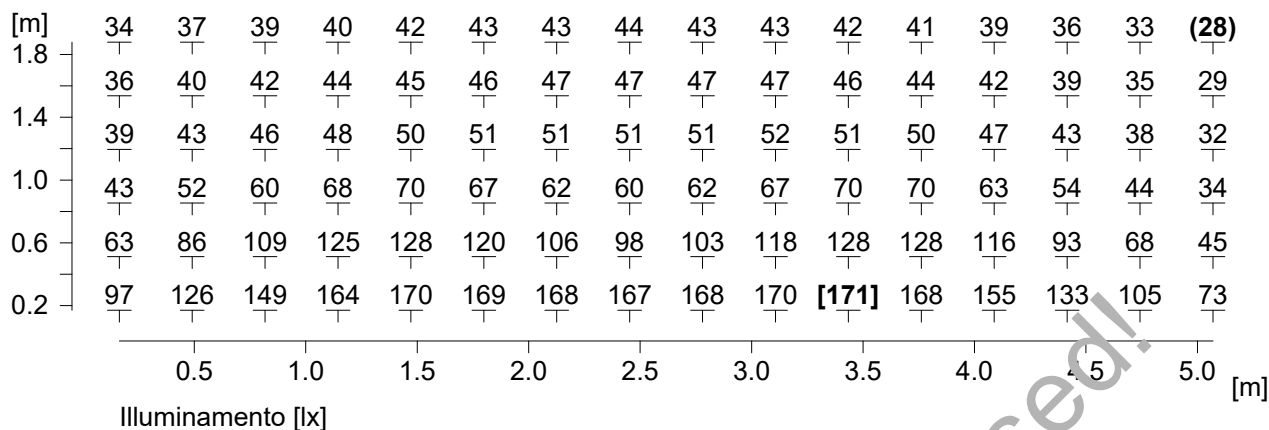 [m] 34 37 39 40 42 43 43 44 43 43 42 41 39 36 33 (28)
1.8
36 40 42 44 45 46 47 47 47 47 46 44 42 39 35 29
1.4
39 43 46 48 50 51 51 51 51 52 51 50 47 43 38 32
1.0 43 52 60 68 70 67 62 60 62 67 70 70 63 54 44 34
0.6 63 86 109 125 128 120 106 98 103 118 128 128 116 93 68 45
0.2 97 126 149 164 170 169 168 167 168 170 [171] 168 155 133 105 73
0.5 1.0 1.5 2.0 2.5 3.0 3.5 4.0 4.5 5.0 [m]
Illuminamento [lx]